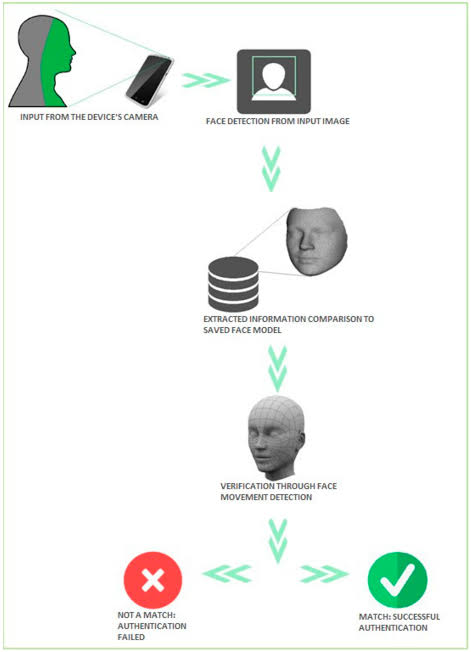 INPUT FROM THE DEVICE'S CAMERA
FACE DETECTION FROM INPUT IMAGE
EXTRACTED INFORMATION COMPARISON TO
SAVED FACE MODEL
VERIFICATION THROUGH FACE
MOVEMENT DETECTION
NOT A MATCH:
AUTHENTICATION
FAILED
MATCH: SUCCESSFUL
AUTHENTICATION